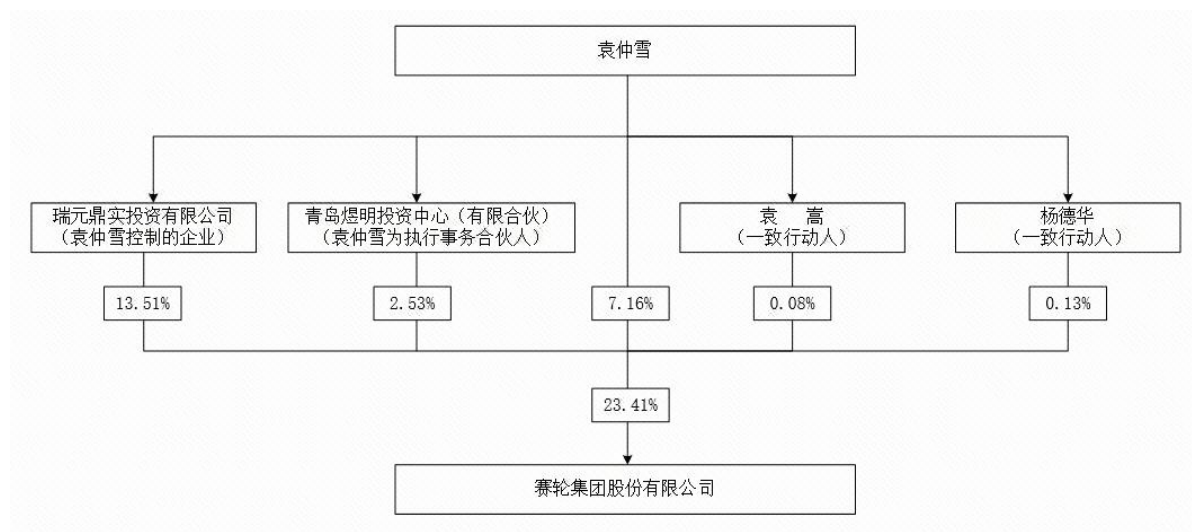 袁仲雪
瑞元鼎实投资有限公司
（袁仲雪控制的企业）
青岛煜明投资中心（有限合伙）
（袁仲雪为执行事务合伙人）
袁 嵩
（一致行动人）
杨德华
（一致行动人）
13.51%
2.53%
7.16%
0.08%
0.13%
23.41%
赛轮集团股份有限公司